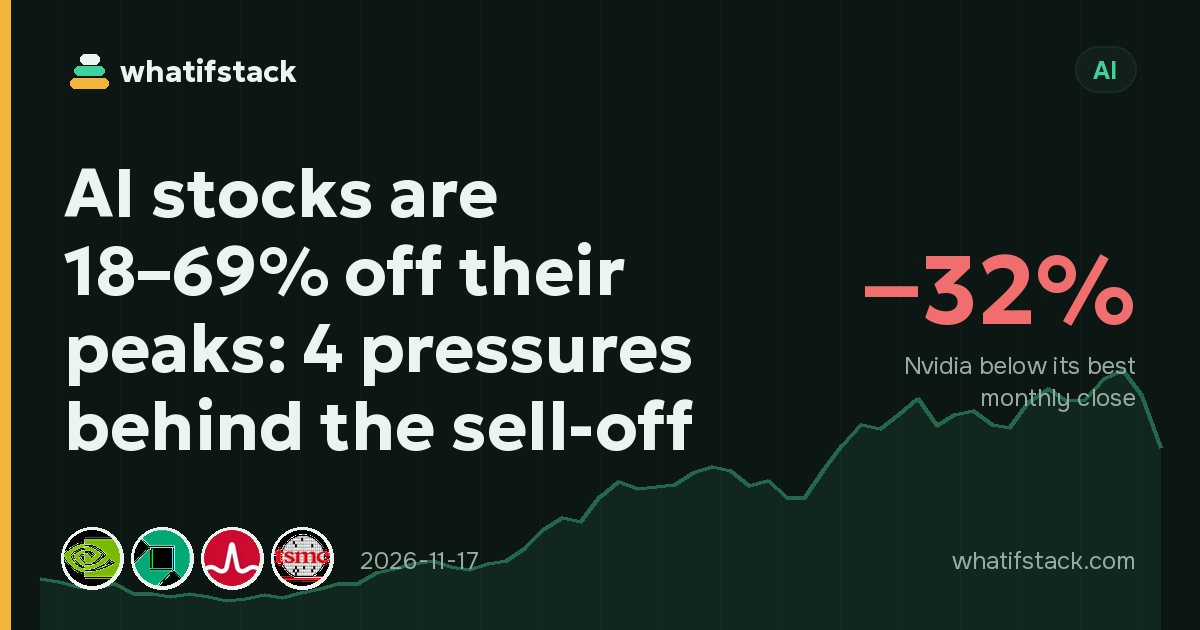 whatifstack
AI
AI stocks are
18–69% off their
peaks: 4 pressures
behind the sell-off
–32%
Nvidia below its best
monthly close
tsmc
2026-11-17
whatifstack.com